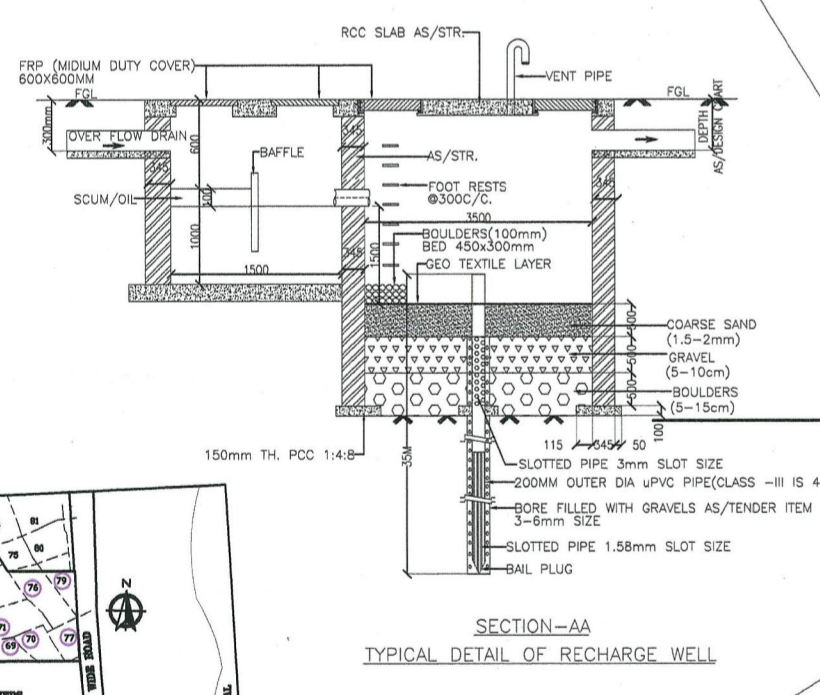 RCC SLAB AS/STR.
FRP (MIDIUM DUTY COVER)
600X600MM
VENT PIPE
FGL
FGL
300mm
OVER FLOW DRAIN
600
345
DEPTH
AS/DESIGN CHART
BAFFLE
AS/STR.
345
345
SCUM/OIL
100
FOOT RESTS
@300C/C.
3500
1000
1500
BOULDERS(100mm)
BED 450x300mm
345
GEO TEXTILE LAYER
1500
500
COARSE SAND
(1.5-2mm)
500
GRAVEL
(5-10cm)
500
BOULDERS
(5-15cm)
100
115
345
50
150mm TH. PCC 1:4:8
35M
SLOTTED PIPE 3mm SLOT SIZE
200MM OUTER DIA uPVC PIPE(CLASS -III IS 4
BORE FILLED WITH GRAVELS AS/TENDER ITEM
3-6mm SIZE
SLOTTED PIPE 1.58mm SLOT SIZE
BAIL PLUG
SECTION-AA
TYPICAL DETAIL OF RECHARGE WELL
81
75
80
76
79
71
69
70
77
N
WIDE ROAD